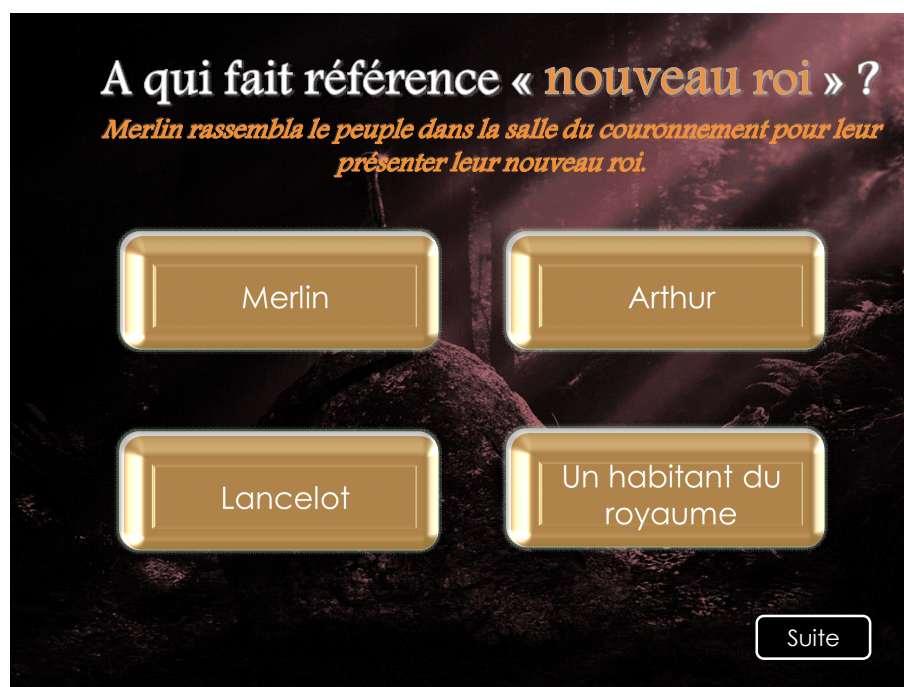 A qui fait référence « nouveau roi » ?
Merlin rassembla le peuple dans la salle du couronnement pour leur
présenter leur nouveau roi.
Merlin
Arthur
Lancelot
Un habitant du
royaume
Suite